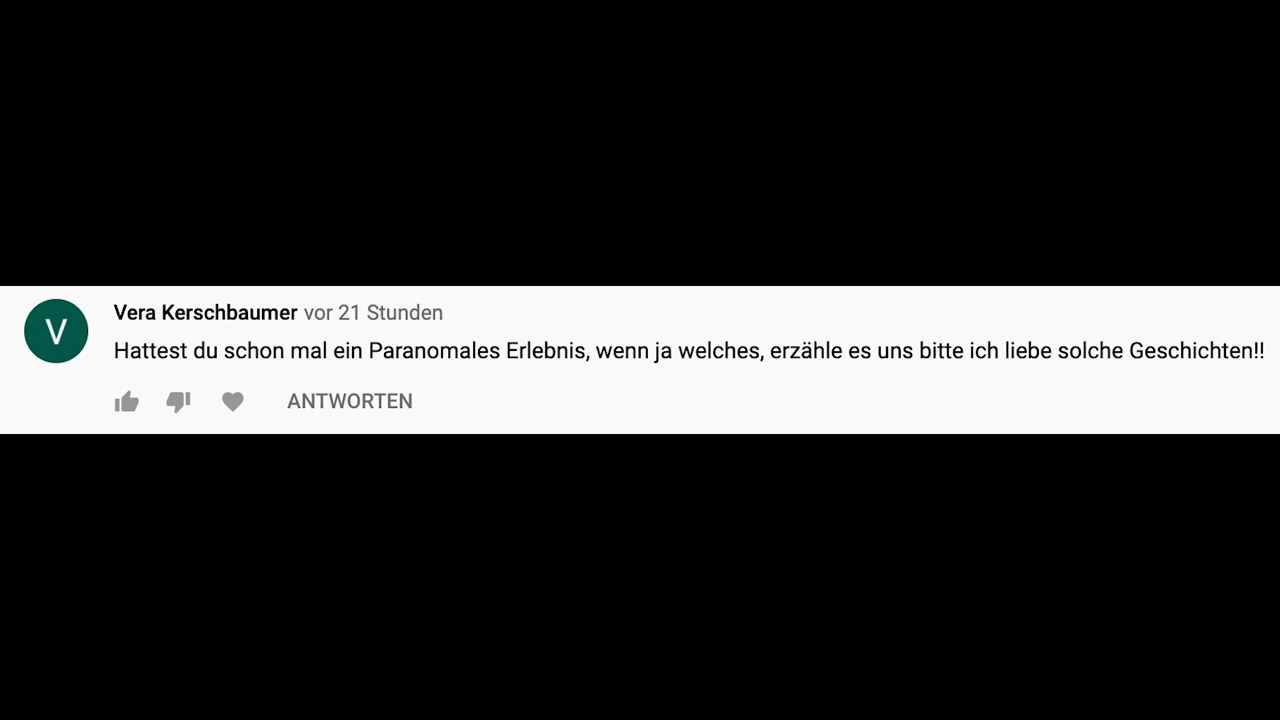 V
Vera Kerschbaumer vor 21 Stunden
Hattest du schon mal ein Paranomales Erlebnis, wenn ja welches, erzähle es uns bitte ich liebe solche Geschichten!!
ANTWORTEN